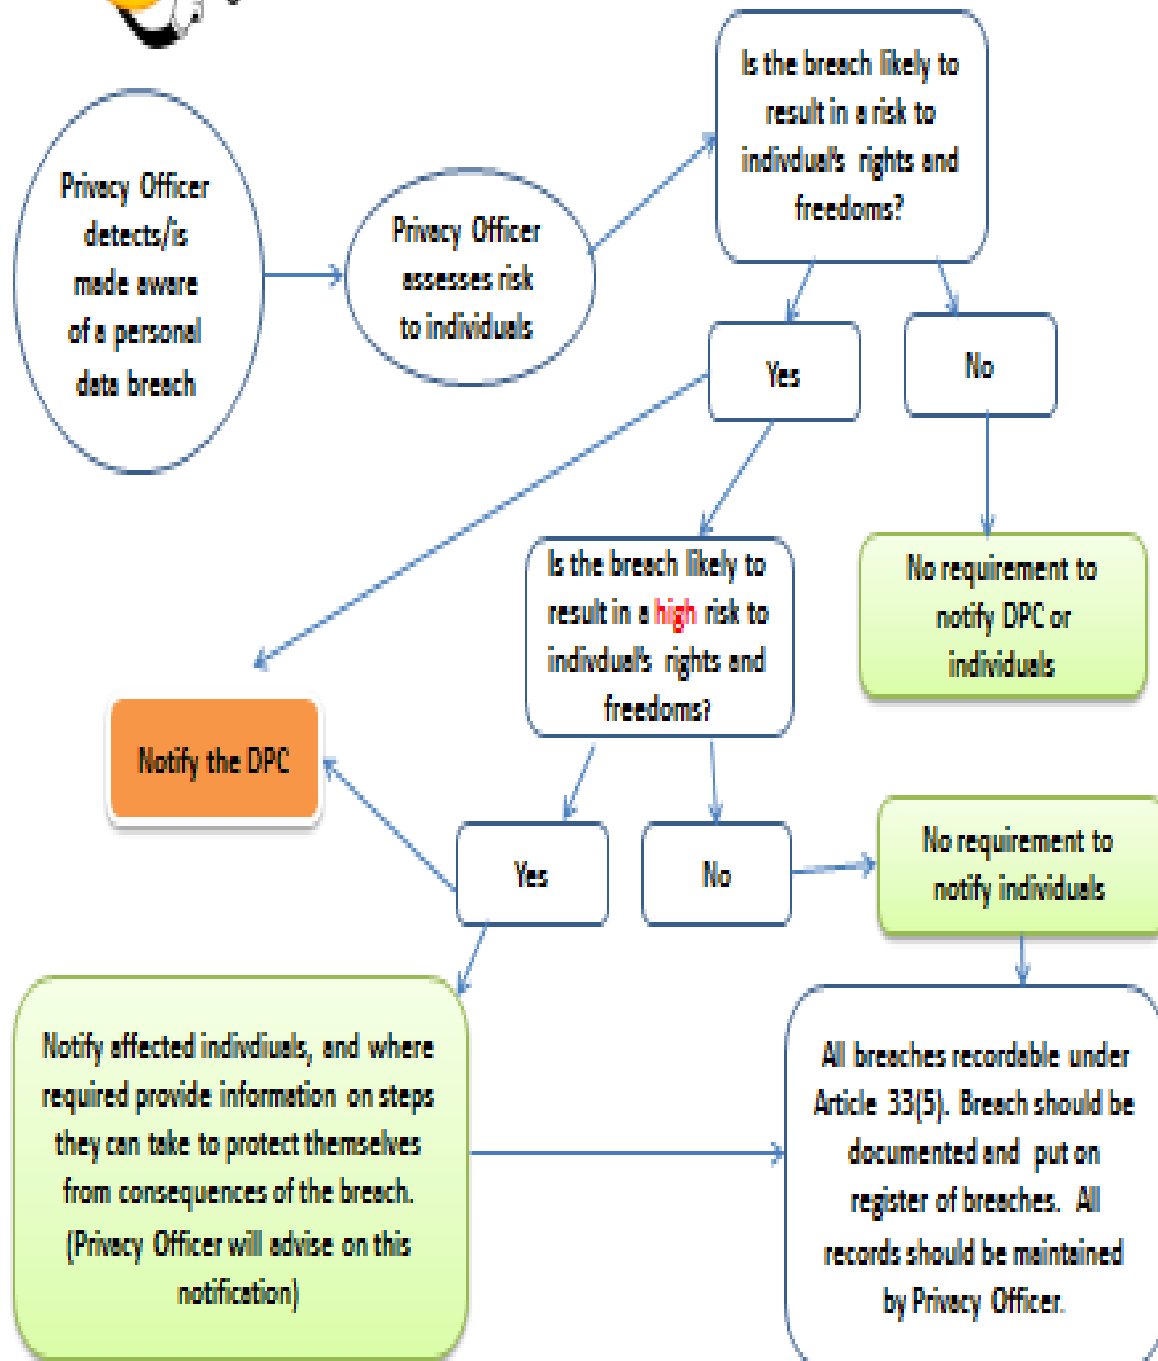 Privacy Officer
detects/is
made aware
of a personal
data breach
Privacy Officer
assesses risk
to individuals
Is the breach likely to
result in a risk to
indivdual's rights and
freedoms?
Yes
No
No requirement to
notify DPC or
individuals
Is the breach likely to
result in a high risk to
indivdual's rights and
freedoms?
Notify the DPC
Yes
No
No requirement to
notify individuals
Notify affected indivdiuals, and where
required provide information on steps
they can take to protect themselves
from consequences of the breach.
(Privacy Officer will advise on this
notification)
All breaches recordable under
Article 33(5). Breach should be
documented and put on
register of breaches. All
records should be maintained
by Privacy Officer.